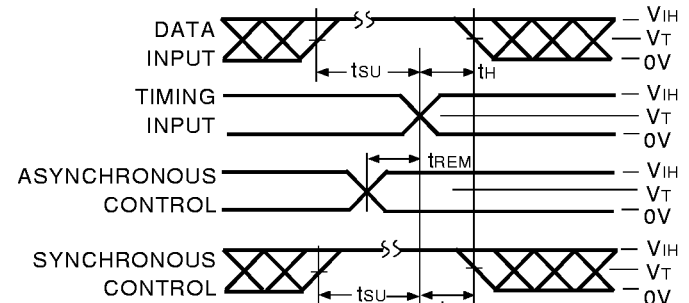 DATA
INPUT
tSU
tH
VIH
VT
0V
TIMING
INPUT
VIH
VT
0V
tREM
ASYNCHRONOUS
CONTROL
VIH
VT
0V
SYNCHRONOUS
CONTROL
tSU
VIH
VT
0V